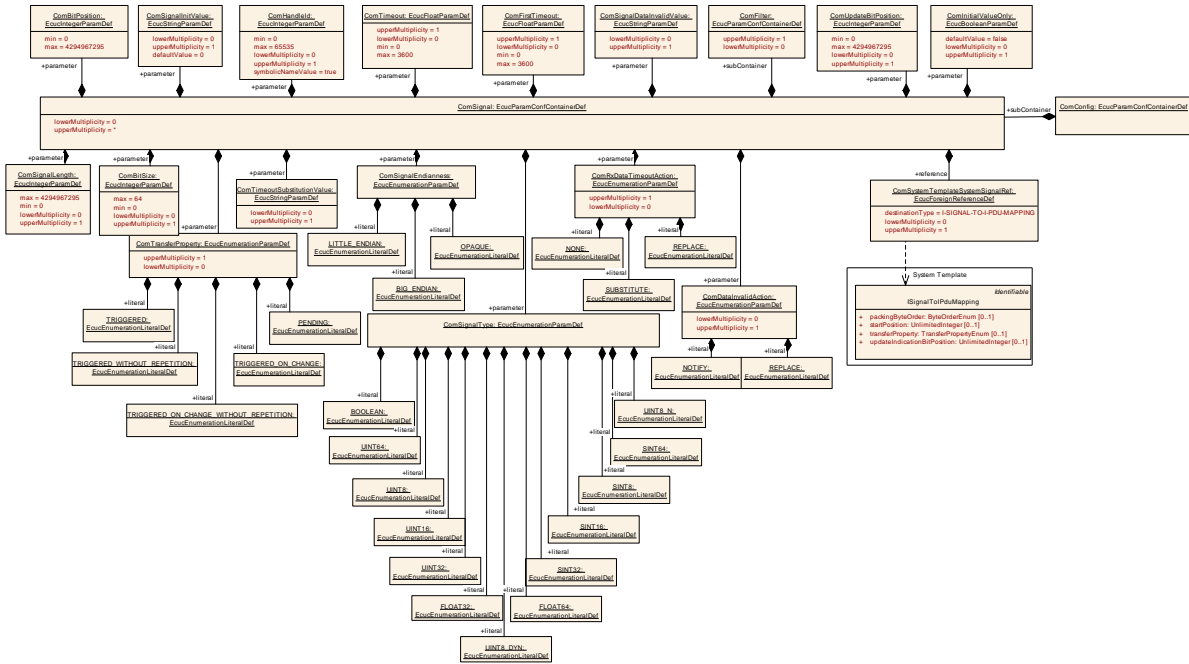 ComBitPosition:
EcucIntegerParamDef
min = 0
max = 4294967295
+parameter
ComSignalInitValue:
EcucStringParamDef
lowerMultiplicity = 0
upperMultiplicity = 1
defaultValue = 0
+parameter
ComHandleId:
EcucIntegerParamDef
min = 0
max = 65535
lowerMultiplicity = 0
upperMultiplicity = 1
symbolicNameValue = true
+parameter
ComTimeout: EcucFloatParamDef
upperMultiplicity = 1
lowerMultiplicity = 0
min = 0
max = 3600
+parameter
ComFirstTimeout:
EcucFloatParamDef
upperMultiplicity = 1
lowerMultiplicity = 0
min = 0
max = 3600
+parameter
ComSignalDataInvalidValue:
EcucStringParamDef
lowerMultiplicity = 0
upperMultiplicity = 1
+parameter
ComFilter:
EcucParamConfContainerDef
upperMultiplicity = 1
lowerMultiplicity = 0
+subContainer
ComUpdateBitPosition:
EcucIntegerParamDef
min = 0
max = 4294967295
lowerMultiplicity = 0
upperMultiplicity = 1
+parameter
ComInitialValueOnly:
EcucBooleanParamDef
defaultValue = false
lowerMultiplicity = 0
upperMultiplicity = 1
+parameter
ComSignal: EcucParamConfContainerDef
lowerMultiplicity = 0
upperMultiplicity = *
+subContainer
ComConfig: EcucParamConfContainerDef
+parameter
ComSignalLength:
EcucIntegerParamDef
max = 4294967295
min = 0
lowerMultiplicity = 0
upperMultiplicity = 1
+parameter
ComBitSize:
EcucIntegerParamDef
max = 64
min = 0
lowerMultiplicity = 0
upperMultiplicity = 1
+parameter
+parameter
ComTimeoutSubstitutionValue:
EcucStringParamDef
lowerMultiplicity = 0
upperMultiplicity = 1
+parameter
ComSignalEndianness:
EcucEnumerationParamDef
+parameter
ComRxDataTimeoutAction:
EcucEnumerationParamDef
upperMultiplicity = 1
lowerMultiplicity = 0
+parameter
+reference
ComSystemTemplateSystemSignalRef:
EcucForeignReferenceDef
destinationType = I-SIGNAL-TO-I-PDU-MAPPING
lowerMultiplicity = 0
upperMultiplicity = 1
ComTransferProperty: EcucEnumerationParamDef
upperMultiplicity = 1
lowerMultiplicity = 0
+literal
LITTLE_ENDIAN:
EcucEnumerationLiteralDef
+literal
OPAQUE:
EcucEnumerationLiteralDef
+literal
BIG_ENDIAN:
EcucEnumerationLiteralDef
+literal
NONE:
EcucEnumerationLiteralDef
+literal
REPLACE:
EcucEnumerationLiteralDef
+literal
SUBSTITUTE:
EcucEnumerationLiteralDef
+parameter
ComDataInvalidAction:
EcucEnumerationParamDef
lowerMultiplicity = 0
upperMultiplicity = 1
System Template
Identifiable
ISignalToIPduMapping
+ packingByteOrder: ByteOrderEnum [0..1]
+ startPosition: UnlimitedInteger [0..1]
+ transferProperty: TransferPropertyEnum [0..1]
+ updateIndicationBitPosition: UnlimitedInteger [0..1]
+literal
TRIGGERED:
EcucEnumerationLiteralDef
+literal
PENDING:
EcucEnumerationLiteralDef
+literal
TRIGGERED_WITHOUT_REPETITION:
EcucEnumerationLiteralDef
+literal
TRIGGERED_ON_CHANGE:
EcucEnumerationLiteralDef
+literal
TRIGGERED_ON_CHANGE_WITHOUT_REPETITION:
EcucEnumerationLiteralDef
+parameter
ComSignalType: EcucEnumerationParamDef
+literal
NOTIFY:
EcucEnumerationLiteralDef
+literal
REPLACE:
EcucEnumerationLiteralDef
+literal
BOOLEAN:
EcucEnumerationLiteralDef
+literal
UINT8_N:
EcucEnumerationLiteralDef
+literal
UINT64:
EcucEnumerationLiteralDef
+literal
SINT64:
EcucEnumerationLiteralDef
+literal
UINT8:
EcucEnumerationLiteralDef
+literal
SINT8:
EcucEnumerationLiteralDef
+literal
UINT16:
EcucEnumerationLiteralDef
+literal
SINT16:
EcucEnumerationLiteralDef
+literal
UINT32:
EcucEnumerationLiteralDef
+literal
SINT32:
EcucEnumerationLiteralDef
+literal
FLOAT32:
EcucEnumerationLiteralDef
+literal
FLOAT64:
EcucEnumerationLiteralDef
+literal
UINT8_DYN:
EcucEnumerationLiteralDef